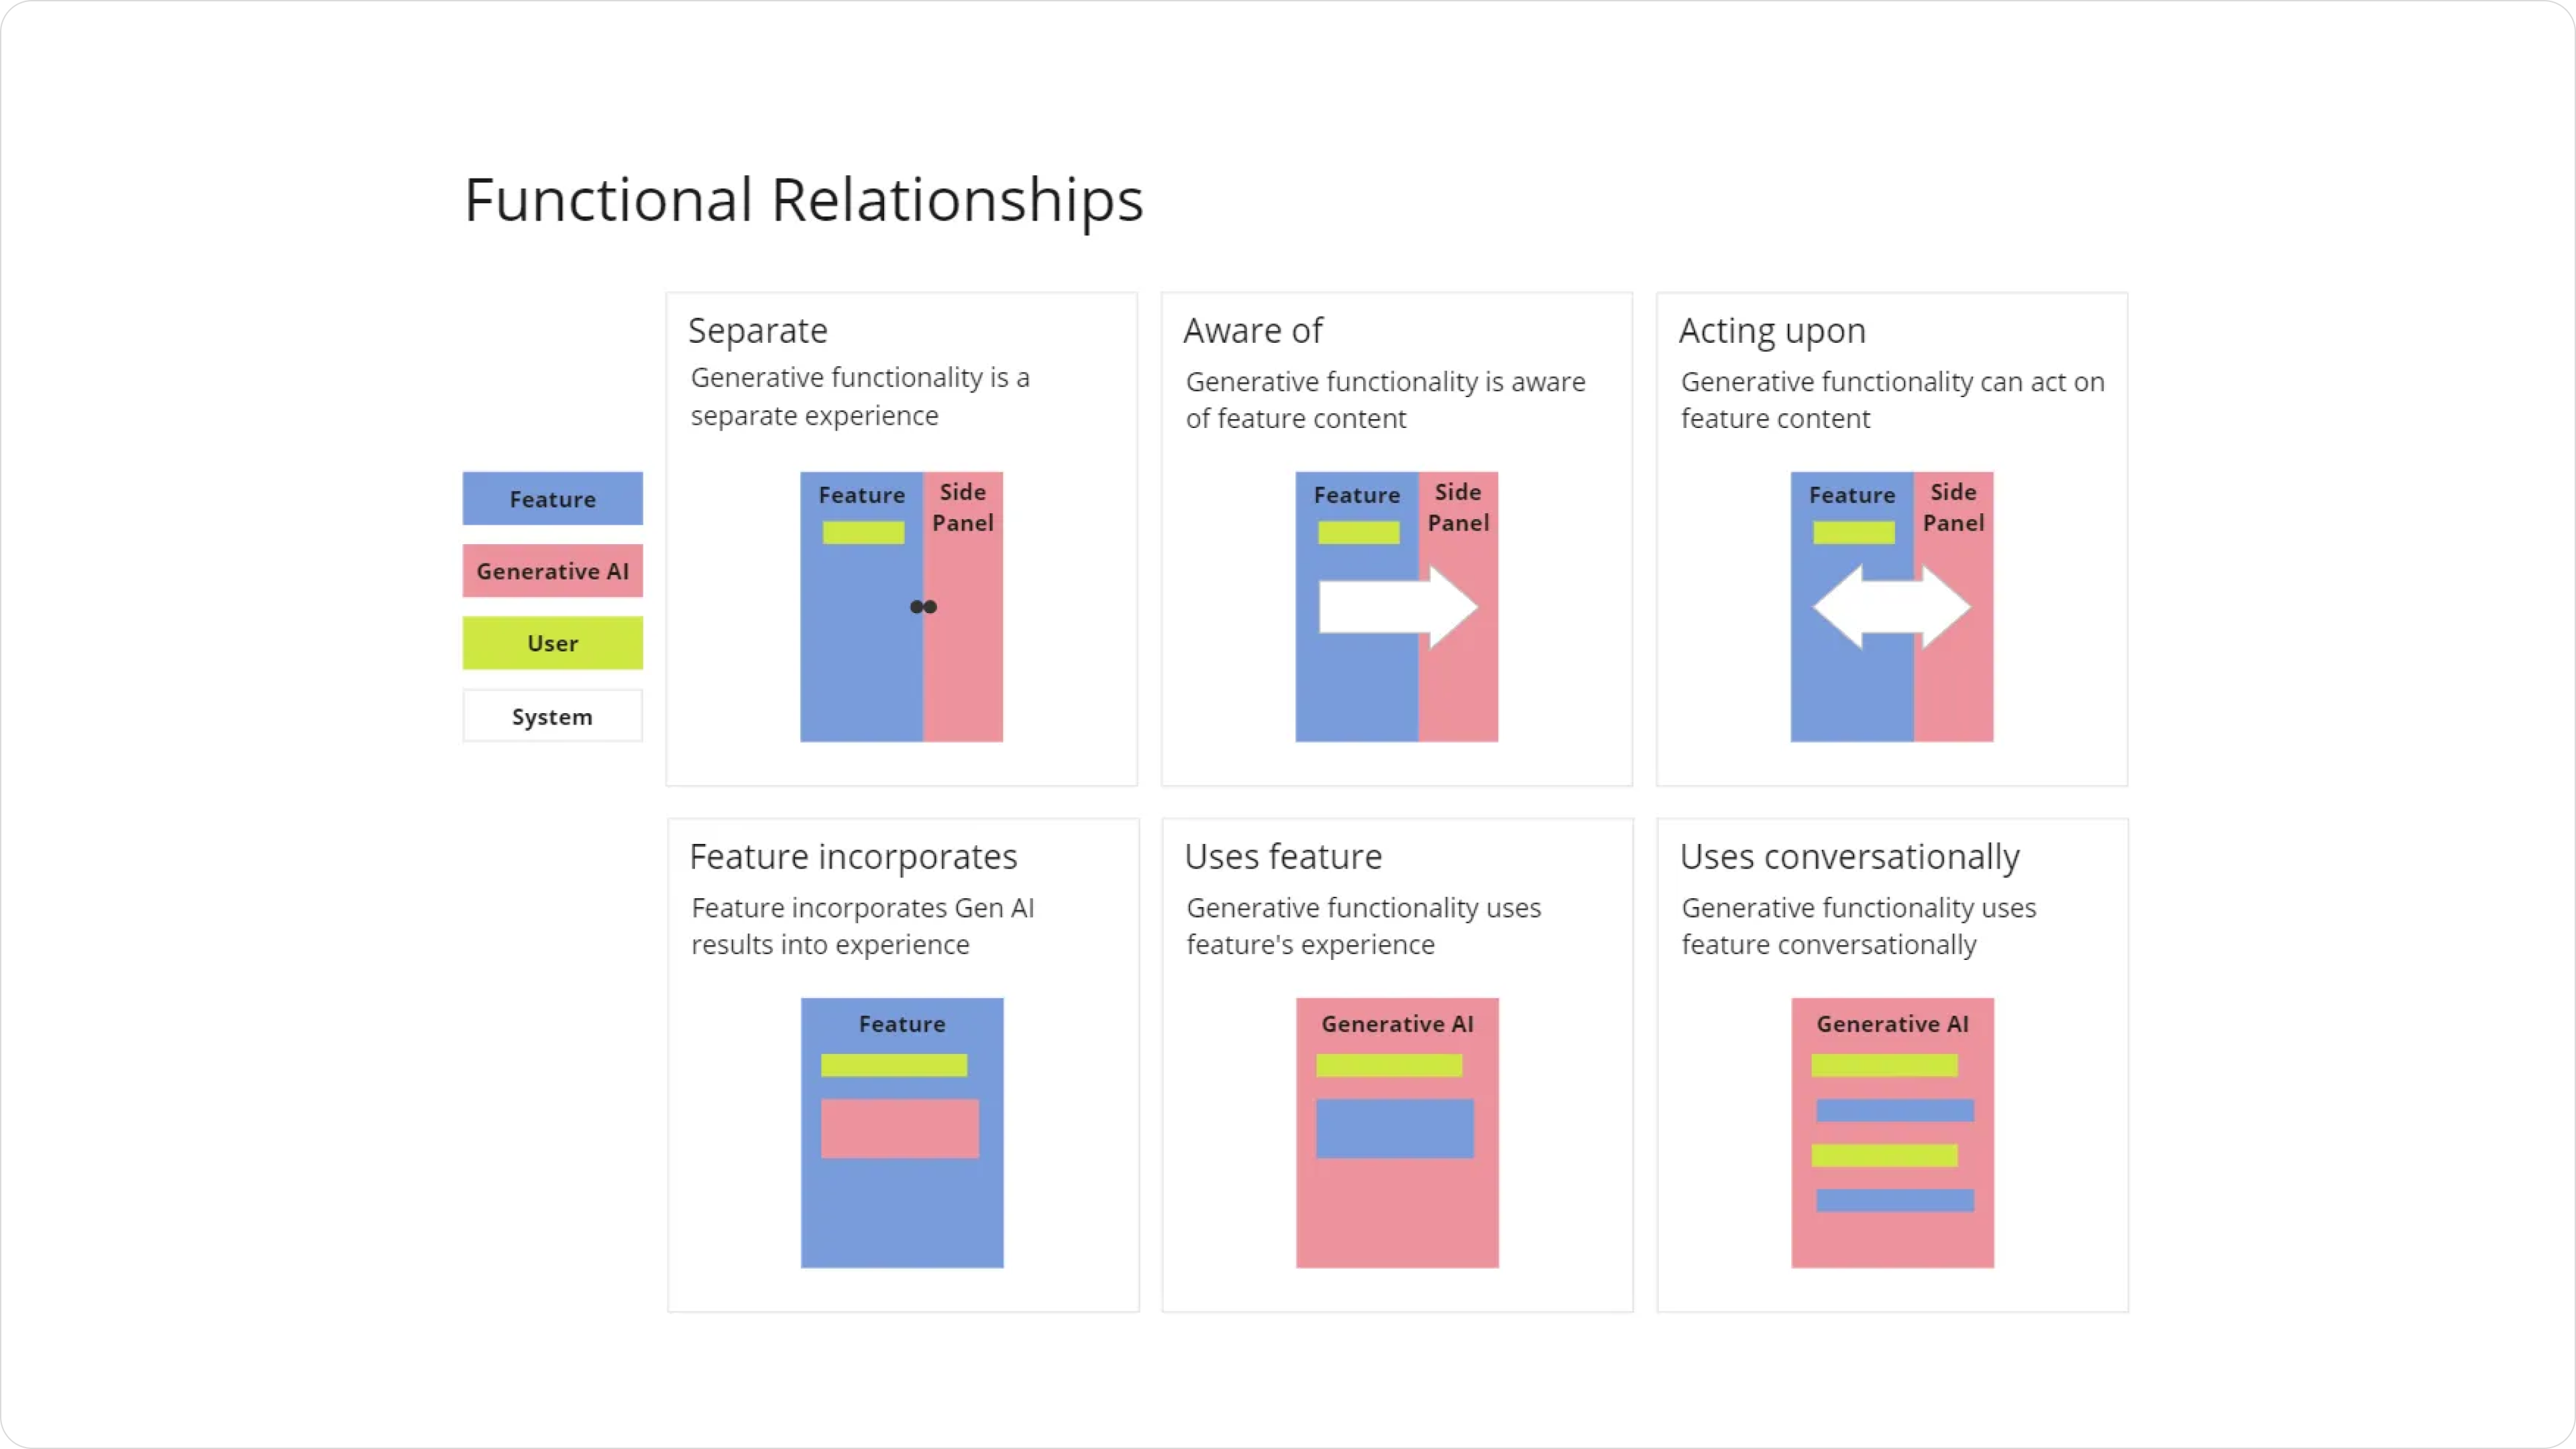 Functional Relationships
Feature
Generative AI
User
System
Separate
Generative functionality is a
separate experience
Feature
Side
Panel
Aware of
Generative functionality is aware
of feature content
Feature
Side
Panel
Acting upon
Generative functionality can act on
feature content
Feature
Side
Panel
Feature incorporates
Feature incorporates Gen AI
results into experience
Feature
Uses feature
Generative functionality uses
feature's experience
Generative AI
Uses conversationally
Generative functionality uses
feature conversationally
Generative AI